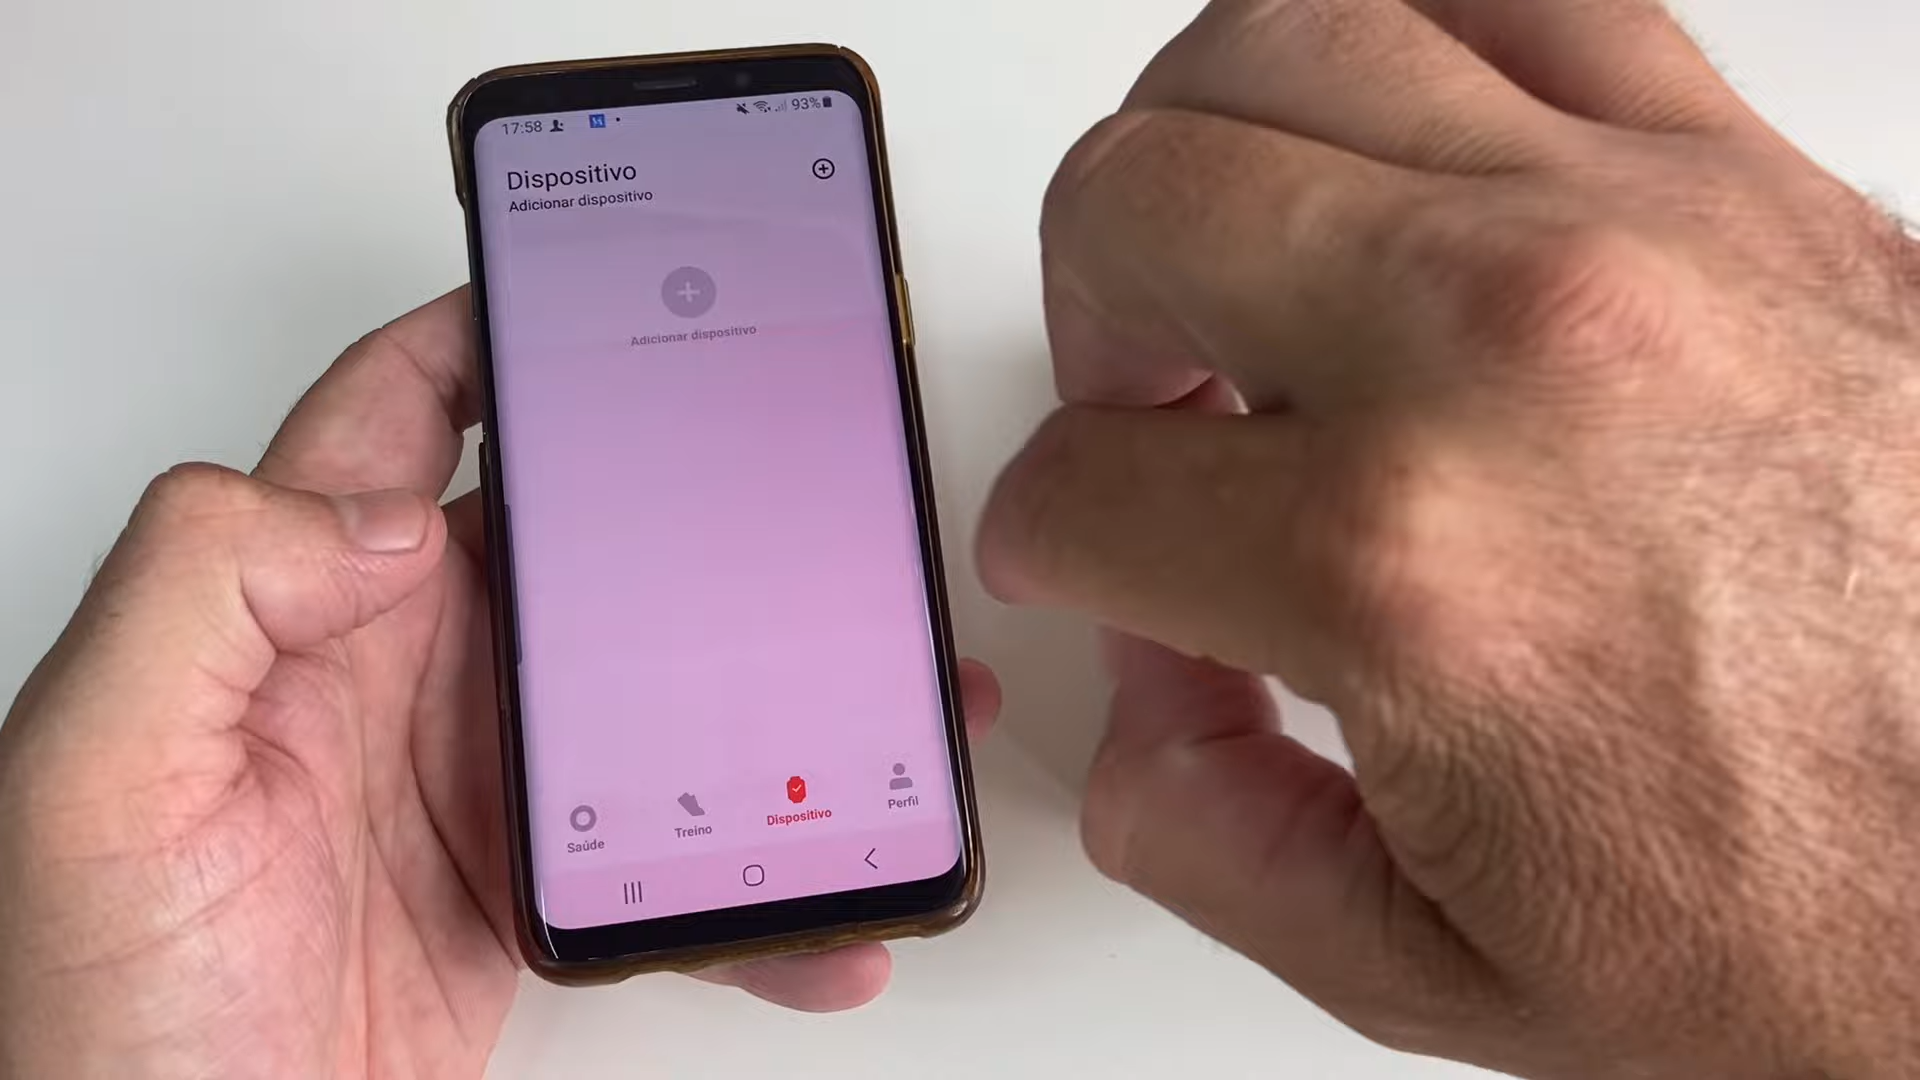 17:58
93%
Dispositivo
Adicionar dispositivo
Adicionar dispositivo
Saúde
Treino
Dispositivo
Perfil